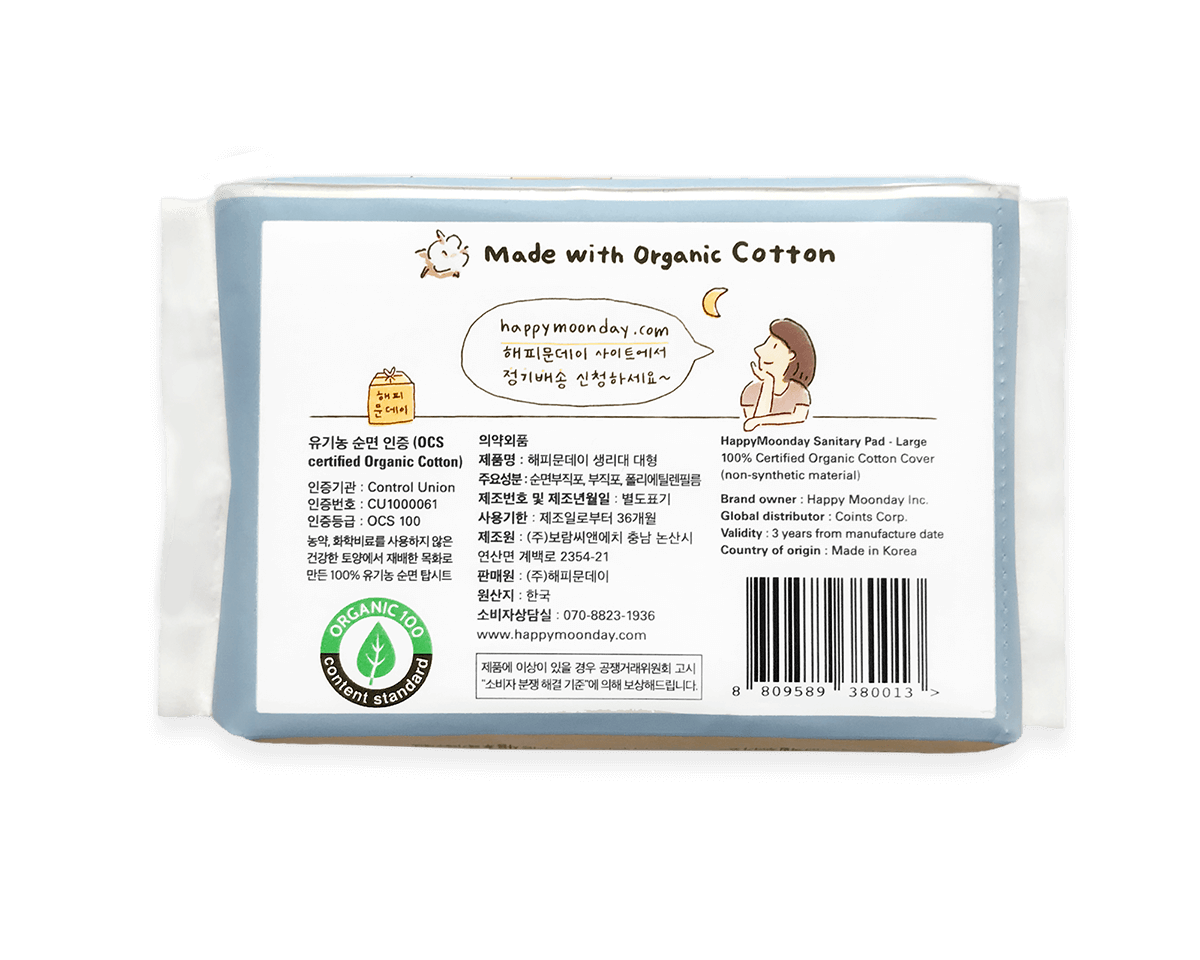 Made with Organic Cotton
happymoonday.com
해피문데이 사이트에서
정기배송 신청하세요~
해피
문데이
유기농 순면 인증 (OCS
certified Organic Cotton)
인증기관 : Control Union
인증번호 : CU1000061
인증등급 : OCS 100
농약, 화학비료를 사용하지 않은
건강한 토양에서 재배한 목화로
만든 100% 유기농 순면 탑시트
ORGANIC 100
content standard
의약외품
제품명 : 해피문데이 생리대 대형
주요성분 : 순면부직포, 부직포, 폴리에틸렌필름
제조번호 및 제조년월일 : 별도표기
사용기한 : 제조일로부터 36개월
제조원 : (주)보람씨앤에치 충남 논산시
연산면 계백로 2354-21
판매원 : (주)해피문데이
원산지 : 한국
소비자상담실 : 070-8823-1936
www.happymoonday.com
제품에 이상이 있을 경우 공쟁거래위원회 고시
"소비자 분쟁 해결 기준"에 의해 보상해드립니다.
HappyMoonday Sanitary Pad - Large
100% Certified Organic Cotton Cover
(non-synthetic material)
Brand owner : Happy Moonday Inc.
Global distributor : Coints Corp.
Validity : 3 years from manufacture date
Country of origin : Made in Korea
8 809589 380013 >